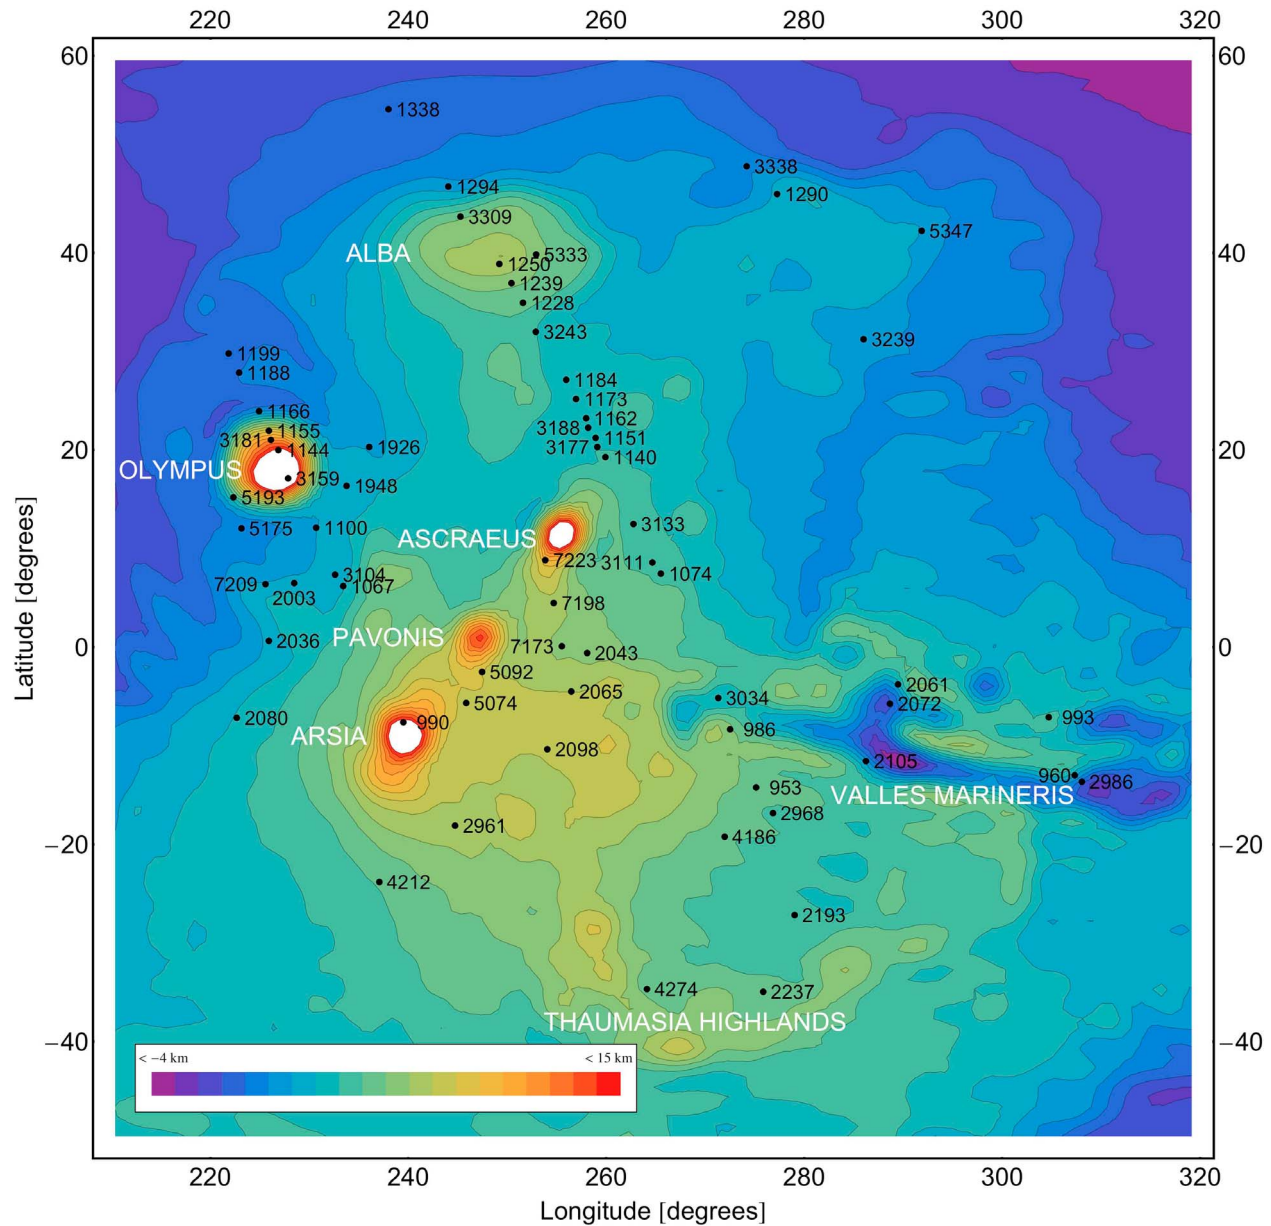 220 240 260 280 300 320
60 60
1338
3338
1294 1290
3309
5347
ALBA
40 5333 40
1250
1239
1228
3243
3239
1199
1188 1184
1173
1166 1162
1155 3188
3181 1151
1144 1926 3177
20 1140 20
OLYMPUS 3159
1948
5193
5175 1100 3133
ASCRAEUS
7223 3111
3104 1074
7209 1067
2003 7198
2036 PAVONIS 7173
0 2043 0
5092
2061
2065 3034
5074 2072
2080 990 993
ARSIA 986
2098
2105
960 2986
953 VALLES MARINERIS
2968
2961 4186
−20 −20
4212
2193
4274 2237
THAUMASIA HIGHLANDS
−40 −40
< −4 km < 15 km
220 240 260 280 300 320
Longitude [degrees]
Latitude [degrees]